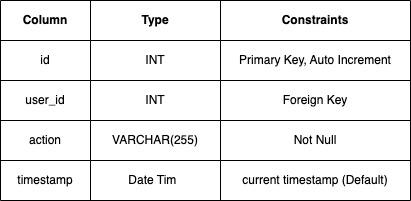 Column Type Constraints
id INT Primary Key, Auto Increment
user_id INT Foreign Key
action VARCHAR(255) Not Null
timestamp Date Tim current timestamp (Default)